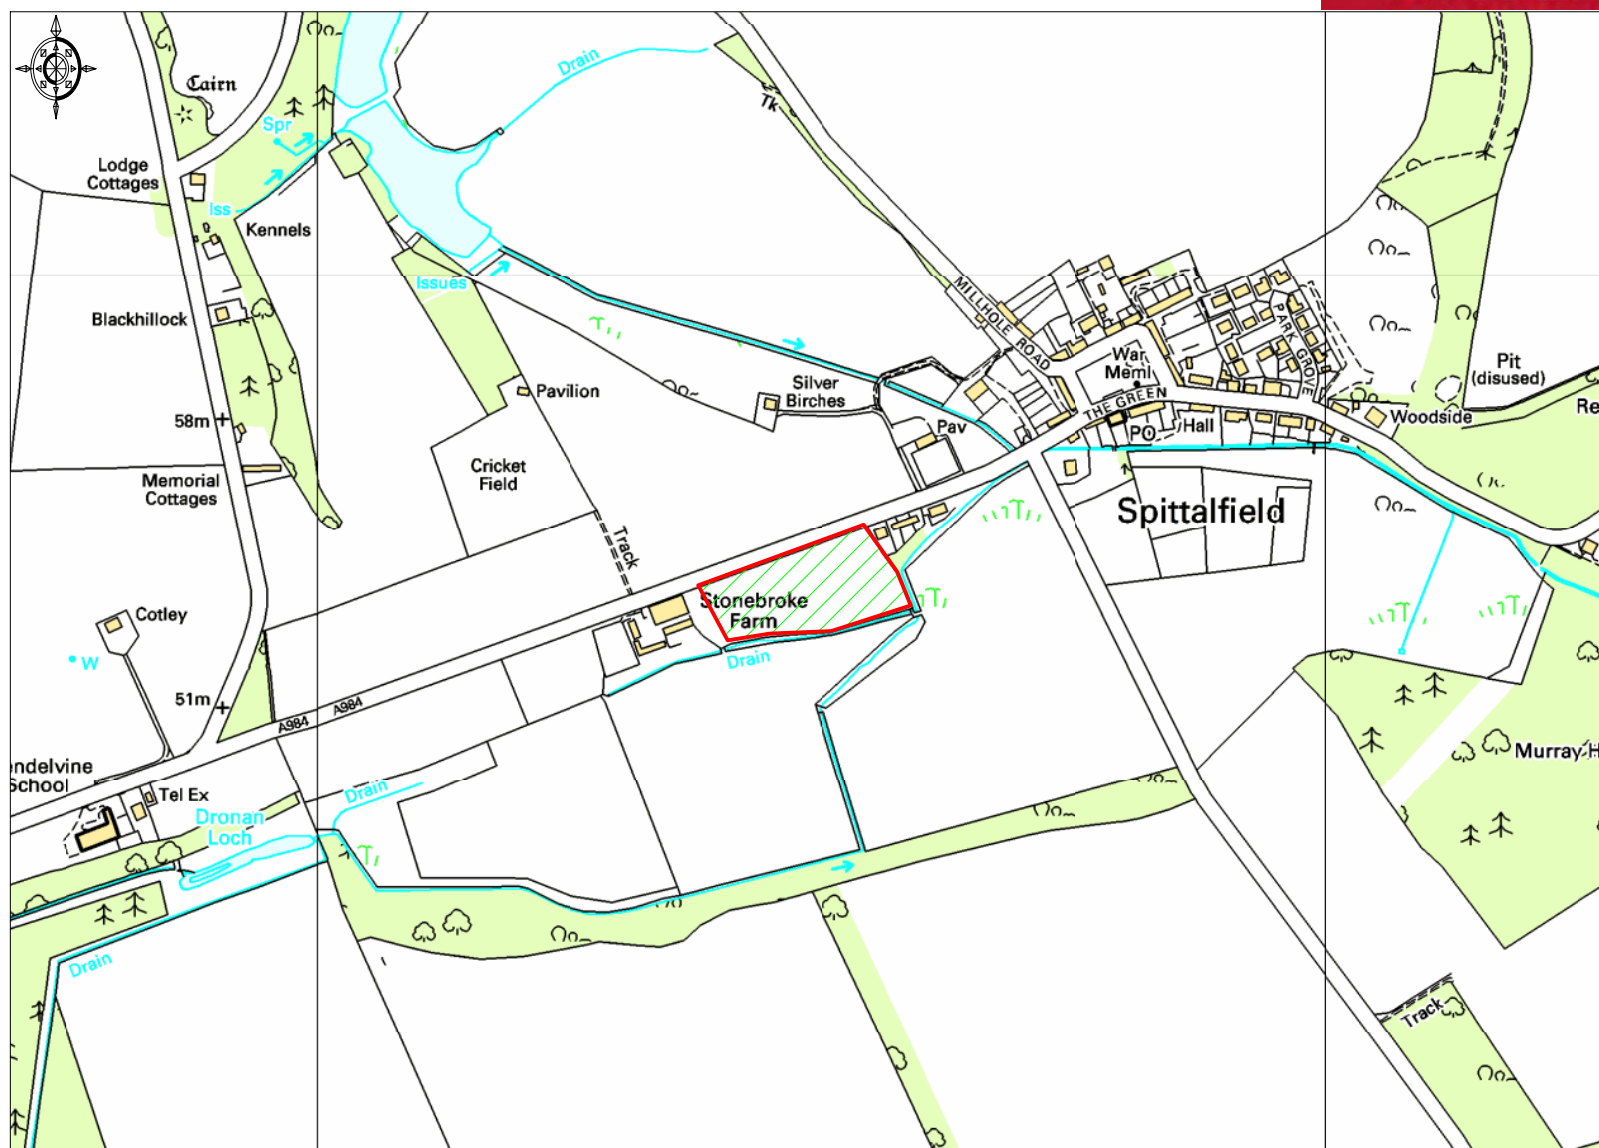 Cairn
Drain
Tk
Spr
Lodge
Cottages
Iss
Kennels
Issues
Blackhillock
MILLHOLE ROAD
PARK GROVE
War
Meml
Pit
(disused)
Silver
Birches
Pavilion
THE GREEN
Woodside
Re
58m
Pav
PO
Hall
Cricket
Field
Memorial
Cottages
Spittalfield
Track
Stonebroke
Farm
Cotley
W
Drain
51m
A984
A984
endelvine
School
Murray H
Tel Ex
Drain
Dronan
Loch
Drain
Track